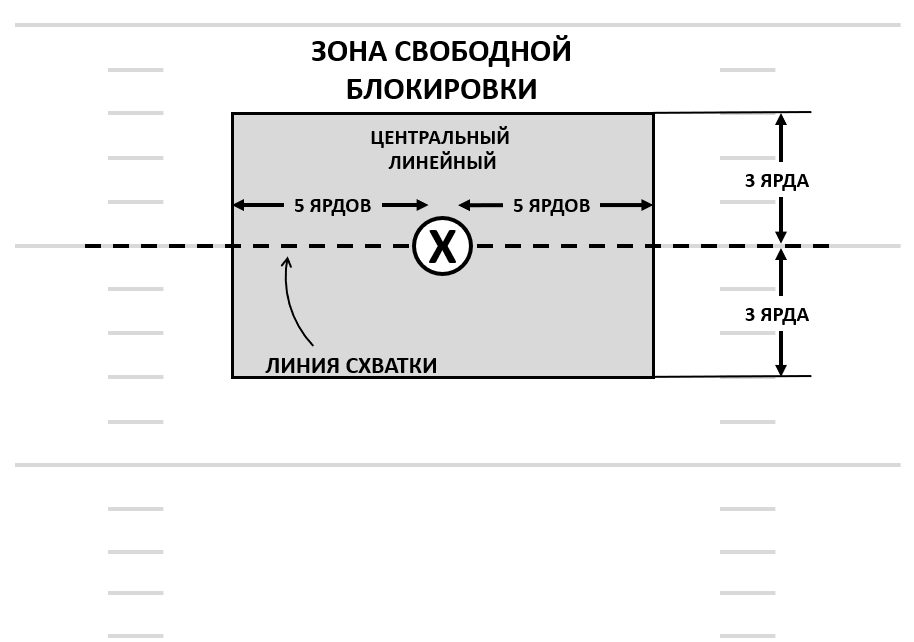 ЗОНА СВОБОДНОЙ
БЛОКИРОВКИ
ЦЕНТРАЛЬНЫЙ
ЛИНЕЙНЫЙ
3 ЯРДА
5 ЯРДОВ
5 ЯРДОВ
X
3 ЯРДА
ЛИНИЯ СХВАТКИ